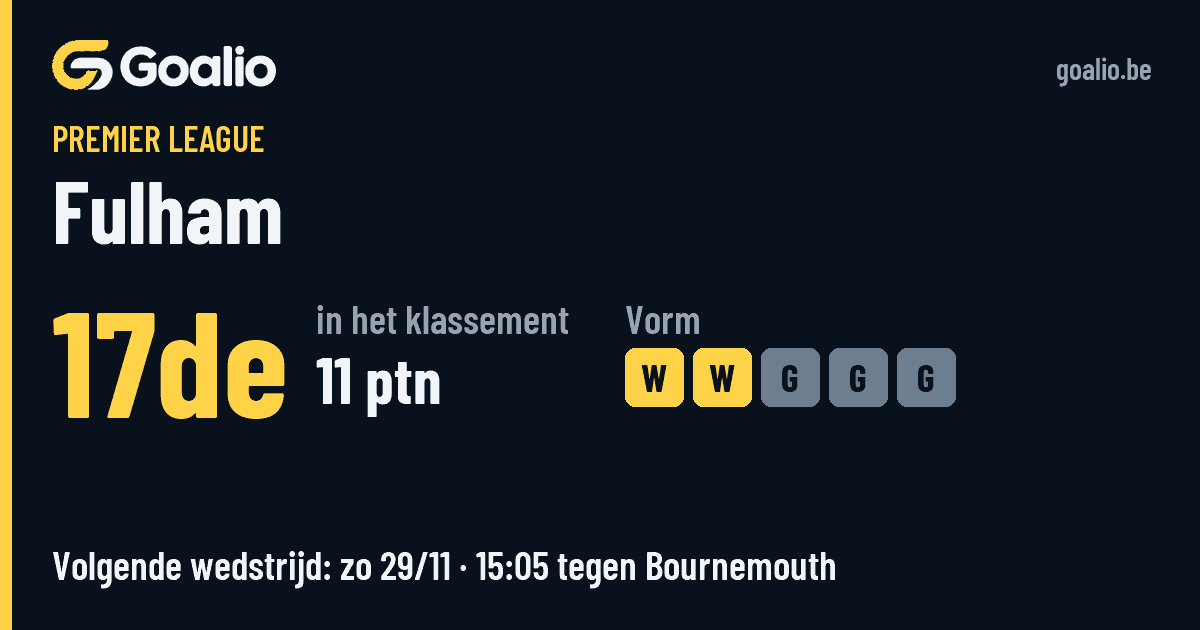 Goalio
goalio.be
PREMIER LEAGUE
Fulham
17de
in het klassement
11 ptn
Vorm
W W G G G
Volgende wedstrijd: zo 29/11 · 15:05 tegen Bournemouth